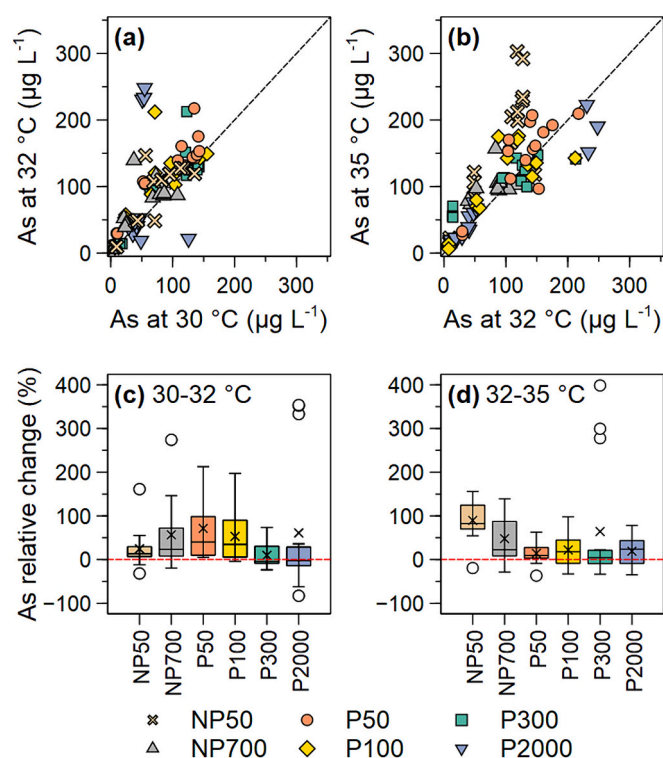 (a)
(b)
As at 32 °C (µg L⁻¹)
300
200
100
0
0 100 200 300
As at 30 °C (µg L⁻¹)
As at 35 °C (µg L⁻¹)
300
200
100
0
0 100 200 300
As at 32 °C (µg L⁻¹)
(c) 30-32 °C
(d) 32-35 °C
As relative change (%)
400
300
200
100
0
−100
NP50 NP700 P50 P100 P300 P2000
400
300
200
100
0
−100
NP50 NP700 P50 P100 P300 P2000
NP50 P50 P300
NP700 P100 P2000